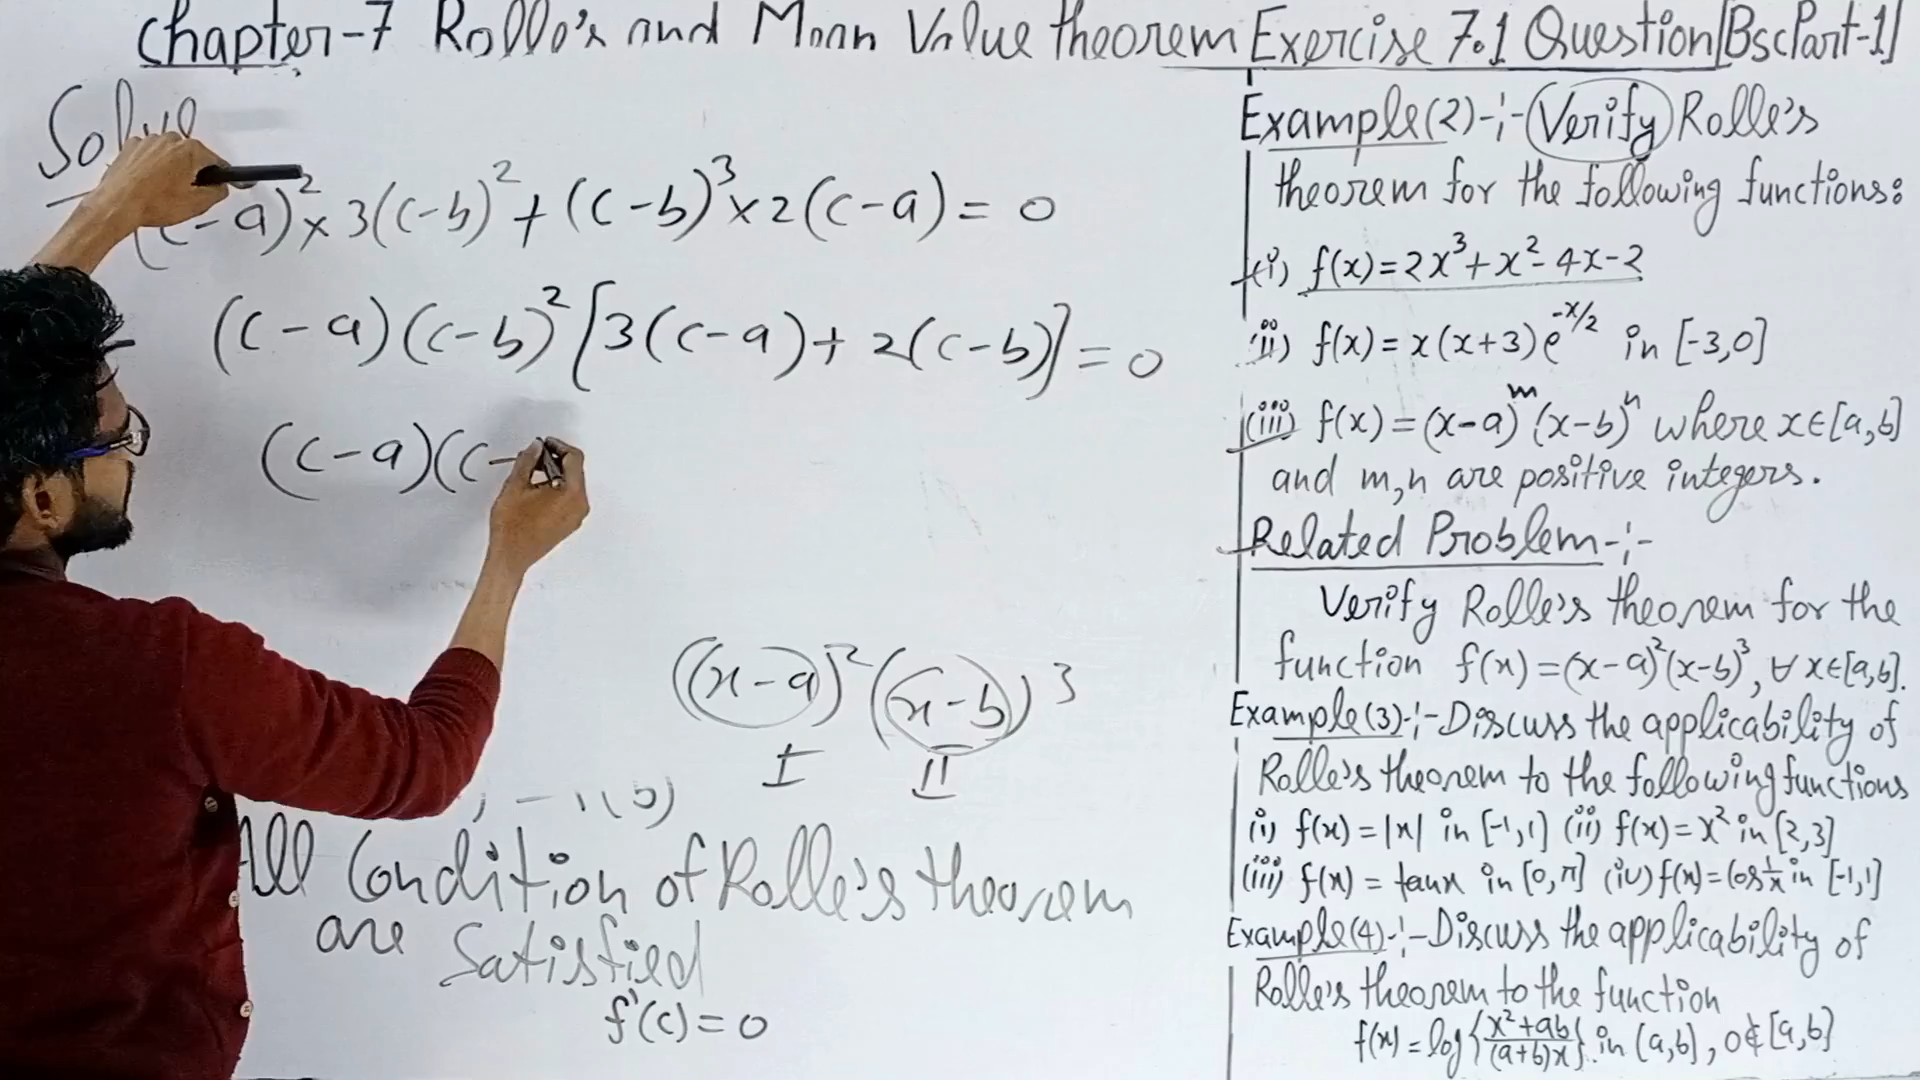 Chapter-7 Rolle's and Mean Value theorem Exercise 7.1 Question [Bsc Part-1]
Solve
(c-a)²×3(c-b)²+(c-b)³×2(c-a)=0
(c-a)(c-b)²[3(c-a)+2(c-b)]=0
(c-a)(c-
(x-a)²(x-b)³
I II
All Condition of Rolle's theorem
are Satisfied
f'(c)=0
Example(2)-:-Verify Rolle's
theorem for the following functions:
(i) f(x)=2x³+x²-4x-2
(ii) f(x)=x(x+3)e^{-x/2} in [-3,0]
(iii) f(x)=(x-a)^m(x-b)^n where x∈[a,b]
and m,n are positive integers.
Related Problem-:-
Verify Rolle's theorem for the
function f(x)=(x-a)²(x-b)³, ∀ x∈[a,b].
Example(3)-:-Discuss the applicability of
Rolle's theorem to the following functions
(i) f(x)=|x| in [-1,1] (ii) f(x)=x² in [2,3]
(iii) f(x)=tanx in [0,π] (iv) f(x)=Cos 1/x in [-1,1]
Example(4)-:-Discuss the applicability of
Rolle's theorem to the function
f(x)=log{x²+ab/(a+b)x} in [a,b], 0∉[a,b]